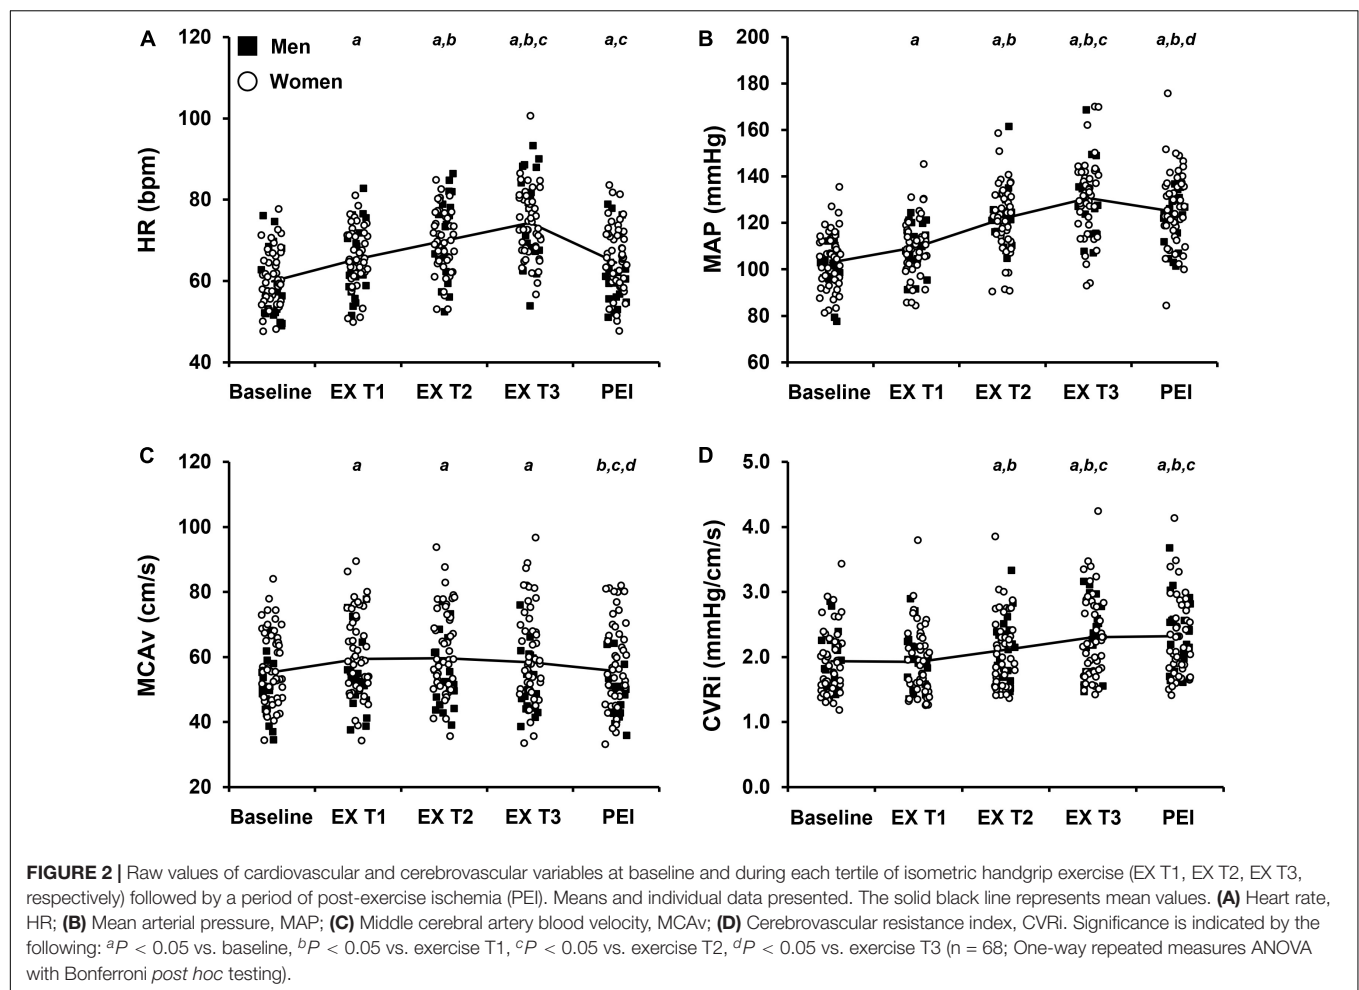 A
120
100
80
60
40
HR (bpm)
■ Men
○ Women
a
a,b
a,b,c
a,c
Baseline
EX T1
EX T2
EX T3
PEI
B
200
180
160
140
120
100
80
60
MAP (mmHg)
a
a,b
a,b,c
a,b,d
Baseline
EX T1
EX T2
EX T3
PEI
C
120
100
80
60
40
20
MCAv (cm/s)
a
a
a
b,c,d
Baseline
EX T1
EX T2
EX T3
PEI
D
5.0
4.0
3.0
2.0
1.0
0.0
CVRi (mmHg/cm/s)
a,b
a,b,c
a,b,c
Baseline
EX T1
EX T2
EX T3
PEI
FIGURE 2 | Raw values of cardiovascular and cerebrovascular variables at baseline and during each tertile of isometric handgrip exercise (EX T1, EX T2, EX T3,
respectively) followed by a period of post-exercise ischemia (PEI). Means and individual data presented. The solid black line represents mean values. (A) Heart rate,
HR; (B) Mean arterial pressure, MAP; (C) Middle cerebral artery blood velocity, MCAv; (D) Cerebrovascular resistance index, CVRi. Significance is indicated by the
following: aP < 0.05 vs. baseline, bP < 0.05 vs. exercise T1, cP < 0.05 vs. exercise T2, dP < 0.05 vs. exercise T3 (n = 68; One-way repeated measures ANOVA
with Bonferroni post hoc testing).